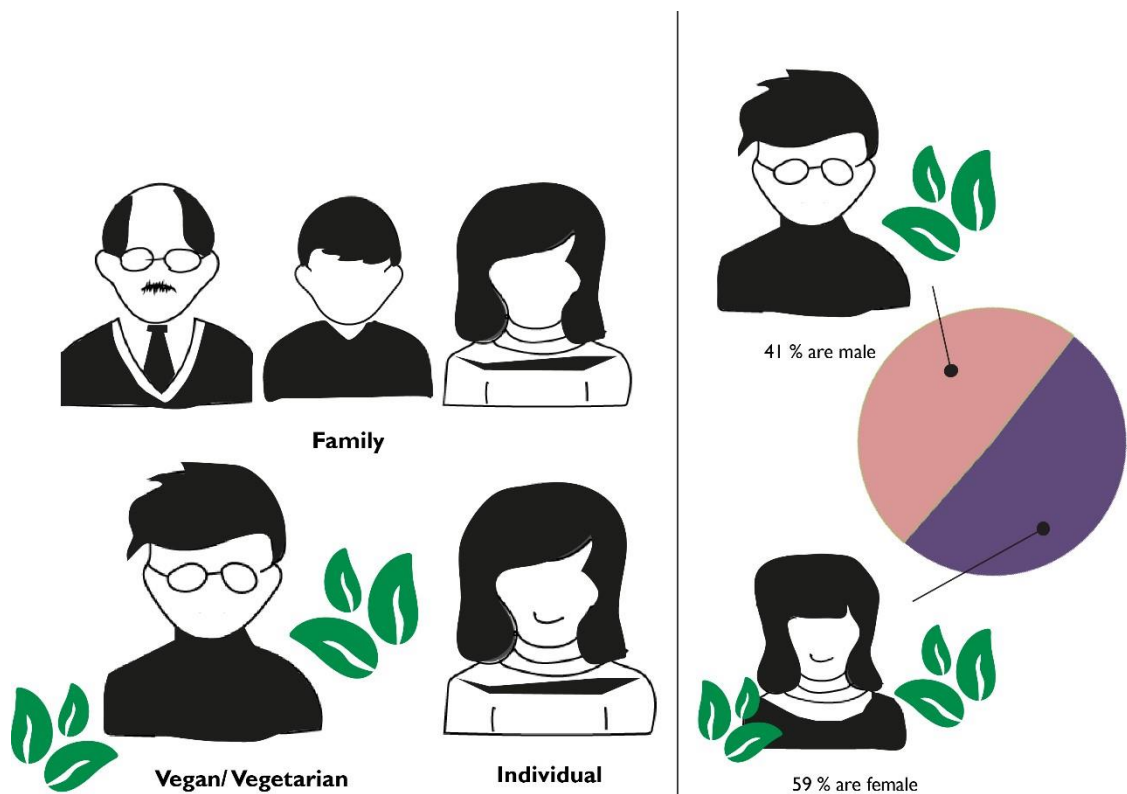 Family
Vegan/ Vegetarian
Individual
41 % are male
59 % are female